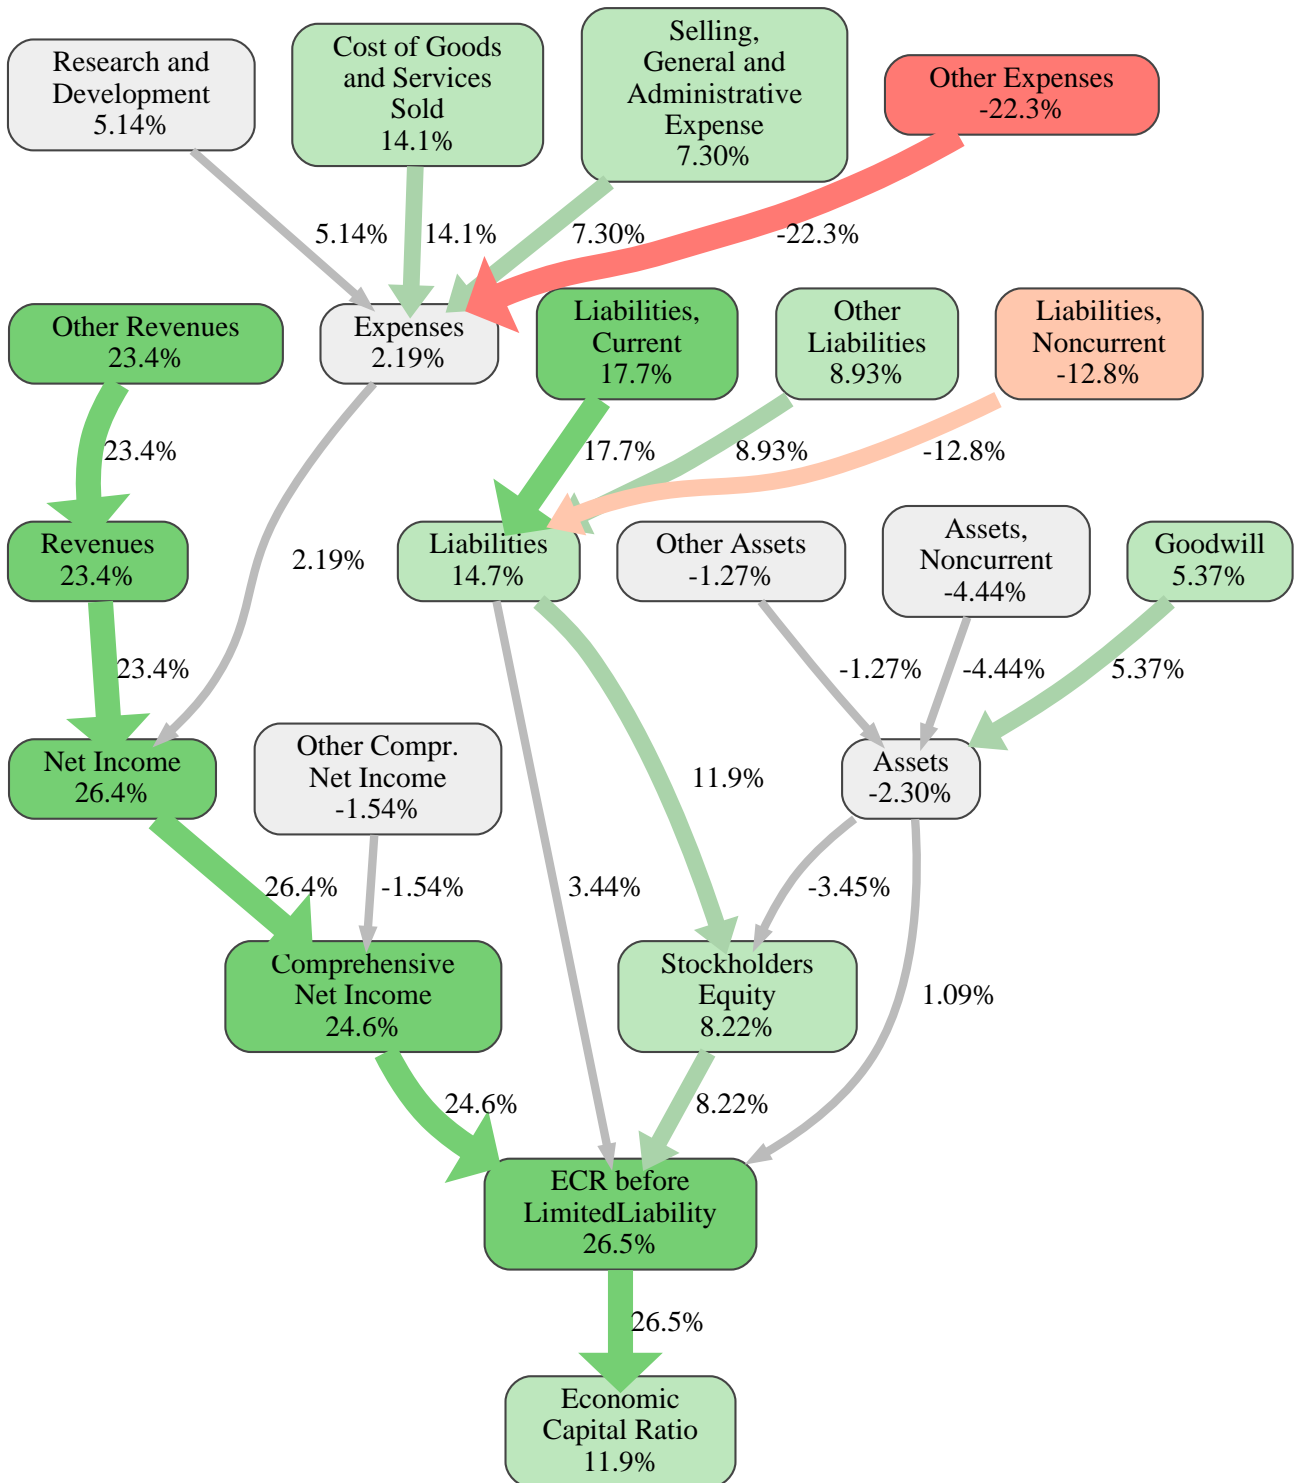 Research and
Development
5.14%
Cost of Goods
and Services
Sold
14.1%
Selling,
General and
Administrative
Expense
7.30%
Other Expenses
-22.3%
5.14%
14.1%
7.30%
-22.3%
Other Revenues
23.4%
Expenses
2.19%
Liabilities,
Current
17.7%
Other
Liabilities
8.93%
Liabilities,
Noncurrent
-12.8%
23.4%
17.7%
8.93%
-12.8%
2.19%
Revenues
23.4%
Liabilities
14.7%
Other Assets
-1.27%
Assets,
Noncurrent
-4.44%
Goodwill
5.37%
23.4%
-1.27%
-4.44%
5.37%
Net Income
26.4%
Other Compr.
Net Income
-1.54%
11.9%
Assets
-2.30%
26.4%
-1.54%
3.44%
-3.45%
Comprehensive
Net Income
24.6%
Stockholders
Equity
8.22%
1.09%
24.6%
8.22%
ECR before
LimitedLiability
26.5%
26.5%
Economic
Capital Ratio
11.9%